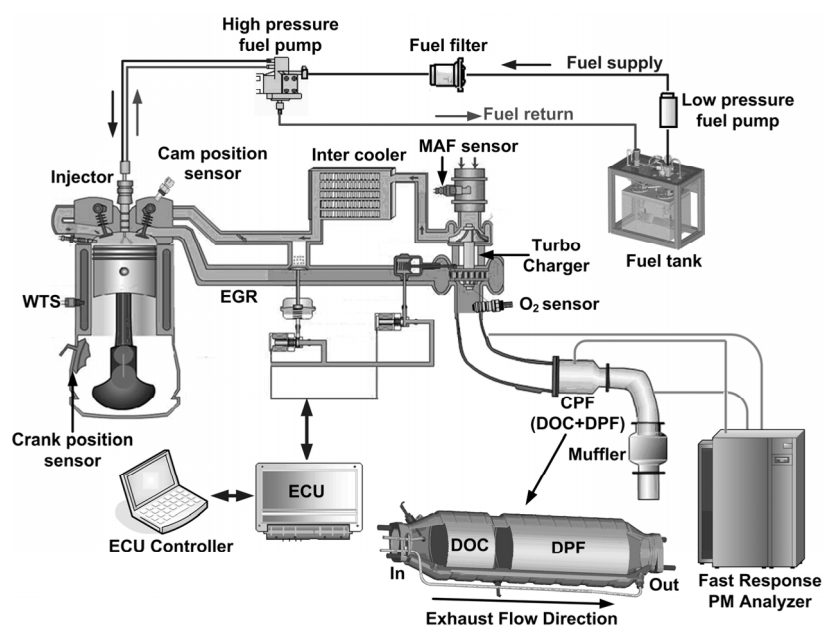 High pressure
fuel pump
Fuel filter
Fuel supply
Low pressure
fuel pump
Fuel return
MAF sensor
Cam position
sensor
Inter cooler
Injector
Turbo
Charger
Fuel tank
WTS
EGR
O₂ sensor
CPF
(DOC+DPF)
Crank position
sensor
Muffler
ECU
ECU Controller
DOC
DPF
In
Out
Exhaust Flow Direction
Fast Response
PM Analyzer